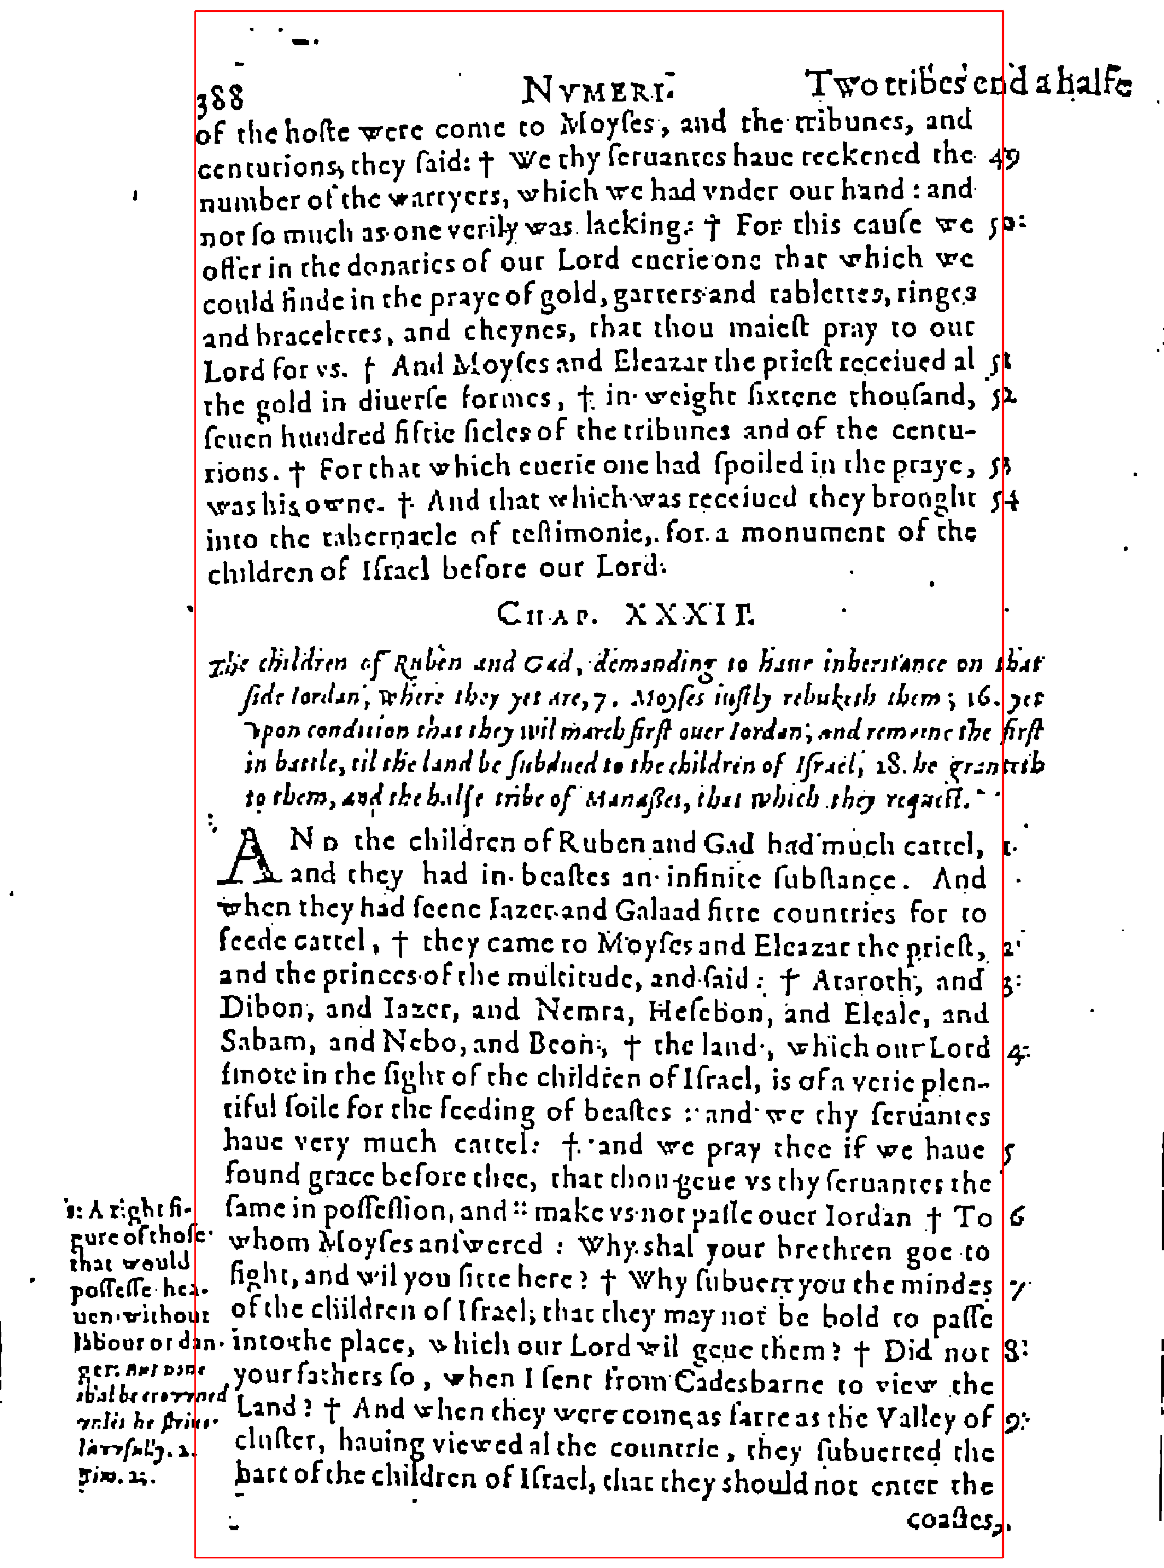 388 NVMERI. Two tribes end a halfe
of the hoſte were come to Moyſes, and the tribunes, and
centurions, they ſaid: † We thy ſeruantes haue reckened the 49
number of the warryers, which we had vnder our hand: and
not ſo much as one verily was lacking: † For this cauſe we 50
offer in the donaries of our Lord euerie one that which we
could finde in the praye of gold, garters and tablettes, ringes
and braceletes, and cheynes, that thou maieſt pray to our
Lord for vs. † And Moyſes and Eleazar the prieſt receiued al 51
the gold in diuerſe formes, † in weight ſixtene thouſand, 52
ſeuen hundred fiftie ſicles of the tribunes and of the centu-
rions. † For that which euerie one had ſpoiled in the praye, 53
was his owne. † And that which was receiued they brought 54
into the tabernacle of teſtimonie, for a monument of the
children of Iſrael before our Lord.
CHAP. XXXII.
The children of Ruben and Gad, demanding to haue inheritance on that
ſide Iordan, where they yet are, 7. Moyſes iuſtly rebuketh them; 16. yet
vpon condition that they wil march firſt ouer Iordan, and remaine the firſt
in battle, til the land be ſubdued to the children of Iſrael, 28. he granteth
to them, and the halfe tribe of Manaſſes, that which they requeſt.
AND the children of Ruben and Gad had much cattel, 1.
and they had in beaſtes an infinite ſubſtance. And
when they had ſeene Iazer and Galaad fitte countries for to
feede cattel, † they came to Moyſes and Eleazar the prieſt, 2
and the princes of the multitude, and ſaid: † Ataroth, and 3
Dibon, and Iazer, and Nemra, Heſebon, and Eleale, and
Sabam, and Nebo, and Beon, † the land, which our Lord 4
ſmote in the ſight of the children of Iſrael, is of a verie plen-
tiful ſoile for the feeding of beaſtes: and we thy ſeruantes
haue very much cattel: † and we pray thee if we haue 5
found grace before thee, that thou geue vs thy ſeruantes the
ſame in poſſeſſion, and :: make vs not paſſe ouer Iordan † To 6
whom Moyſes anſwered: Why, shal your brethren goe to
fight, and wil you ſitte here? † Why ſubuert you the mindes 7
of the children of Iſrael, that they may not be bold to paſſe
into the place, which our Lord wil geue them? † Did not 8
your fathers ſo, when I ſent from Cadesbarne to view the
Land? † And when they were come as farre as the Valley of 9
cluſter, hauing viewed al the countrie, they ſubuerted the
hart of the children of Iſrael, that they should not enter the
coaſtes,
:: A right fi-
gure of thoſe
that would
poſſeſſe hea-
uen without
labour or dan-
ger. But none
shal be crowned
vnles he ſtriue
lawfully. 2.
Tim. 2.